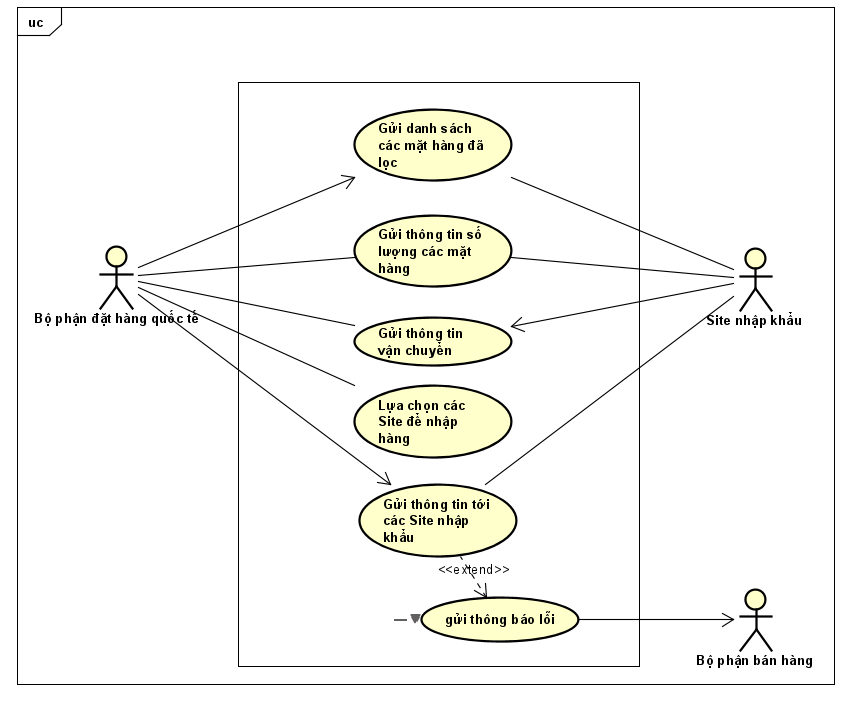 uc
Gửi danh sách
các mặt hàng đã
lọc
Gửi thông tin số
lượng các mặt
hàng
Bộ phận đặt hàng quốc tế
Site nhập khẩu
Gửi thông tin
vận chuyển
Lựa chọn các
Site để nhập
hàng
Gửi thông tin tới
các Site nhập
khẩu
<<extend>>
gửi thông báo lỗi
Bộ phận bán hàng